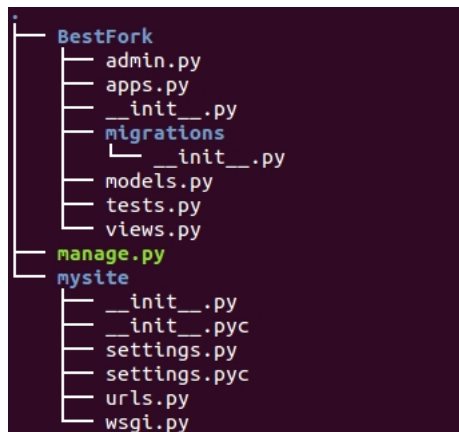 .
├── BestFork
│   ├── admin.py
│   ├── apps.py
│   ├── __init__.py
│   ├── migrations
│   │   └── __init__.py
│   ├── models.py
│   ├── tests.py
│   └── views.py
├── manage.py
└── mysite
    ├── __init__.py
    ├── __init__.pyc
    ├── settings.py
    ├── settings.pyc
    ├── urls.py
    └── wsgi.py